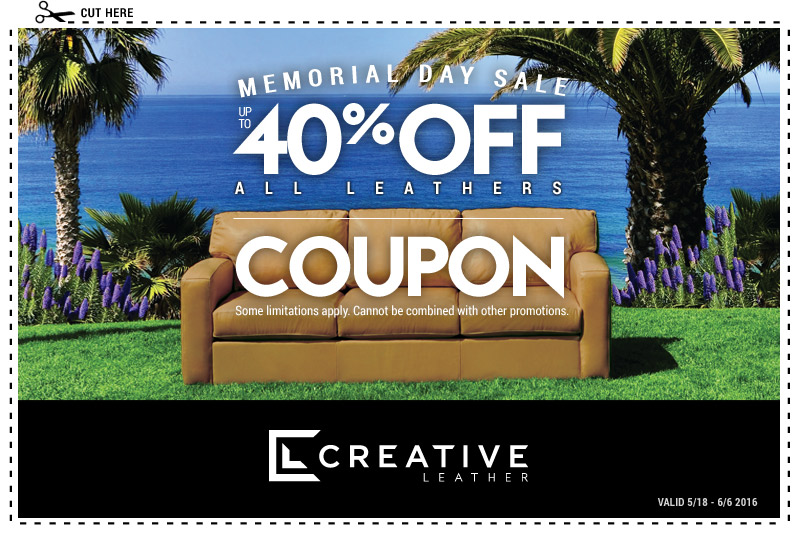 CUT HERE
MEMORIAL DAY SALE
UP
TO
40% OFF
ALL LEATHERS
COUPON
Some limitations apply. Cannot be combined with other promotions.
CREATIVE
LEATHER
VALID 5/18 - 6/6 2016